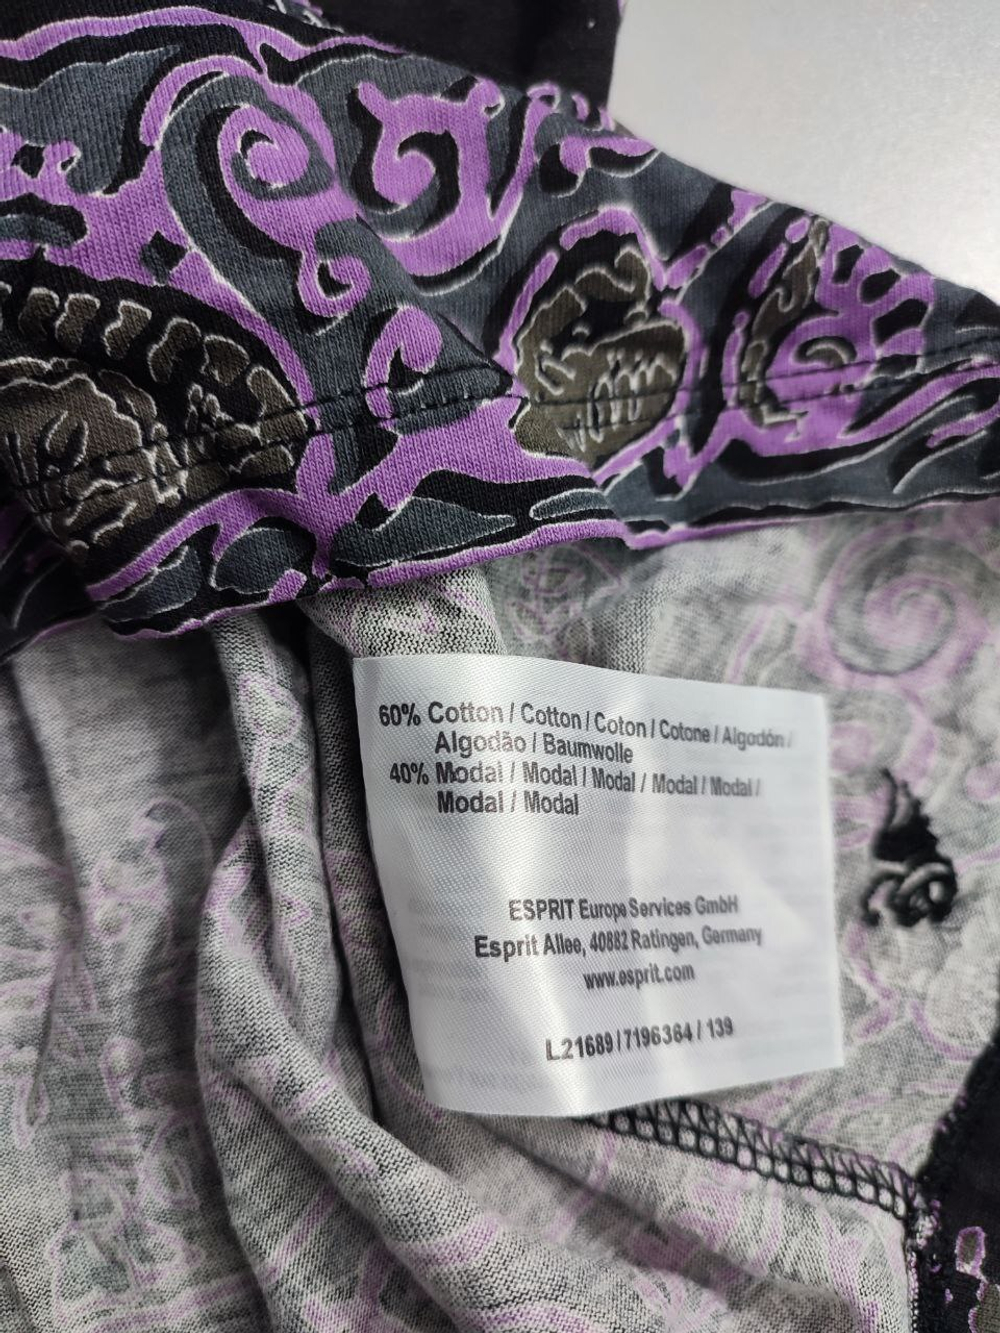 60% Cotton / Cotton / Coton / Cotone / Algodón /
Algodão / Baumwolle
40% Modal / Modal / Modal / Modal / Modal /
Modal / Modal
ESPRIT Europe Services GmbH
Esprit Allee, 40882 Ratingen, Germany
www.esprit.com
L21689 / 7196364 / 139